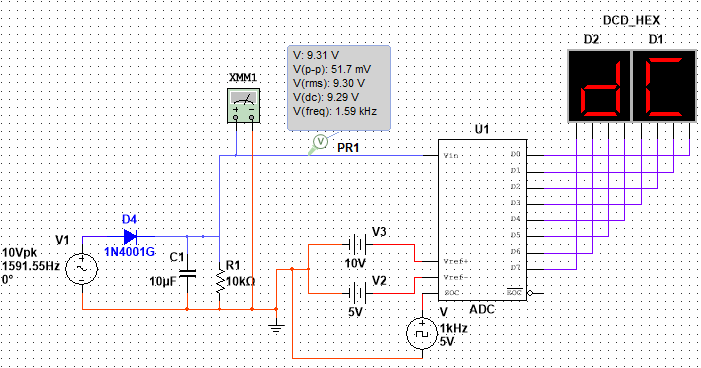 DCD_HEX
D2
D1
dC
V: 9.31 V
V(p-p): 51.7 mV
V(rms): 9.30 V
V(dc): 9.29 V
V(freq): 1.59 kHz
XMM1
V
PR1
U1
Vin
D0
D1
D2
D3
D4
D5
D6
D7
Vref+
Vref-
SOC
EOC
ADC
D4
1N4001G
V1
10Vpk
1591.55Hz
0°
C1
10µF
R1
10kΩ
V3
10V
V2
5V
V
1kHz
5V